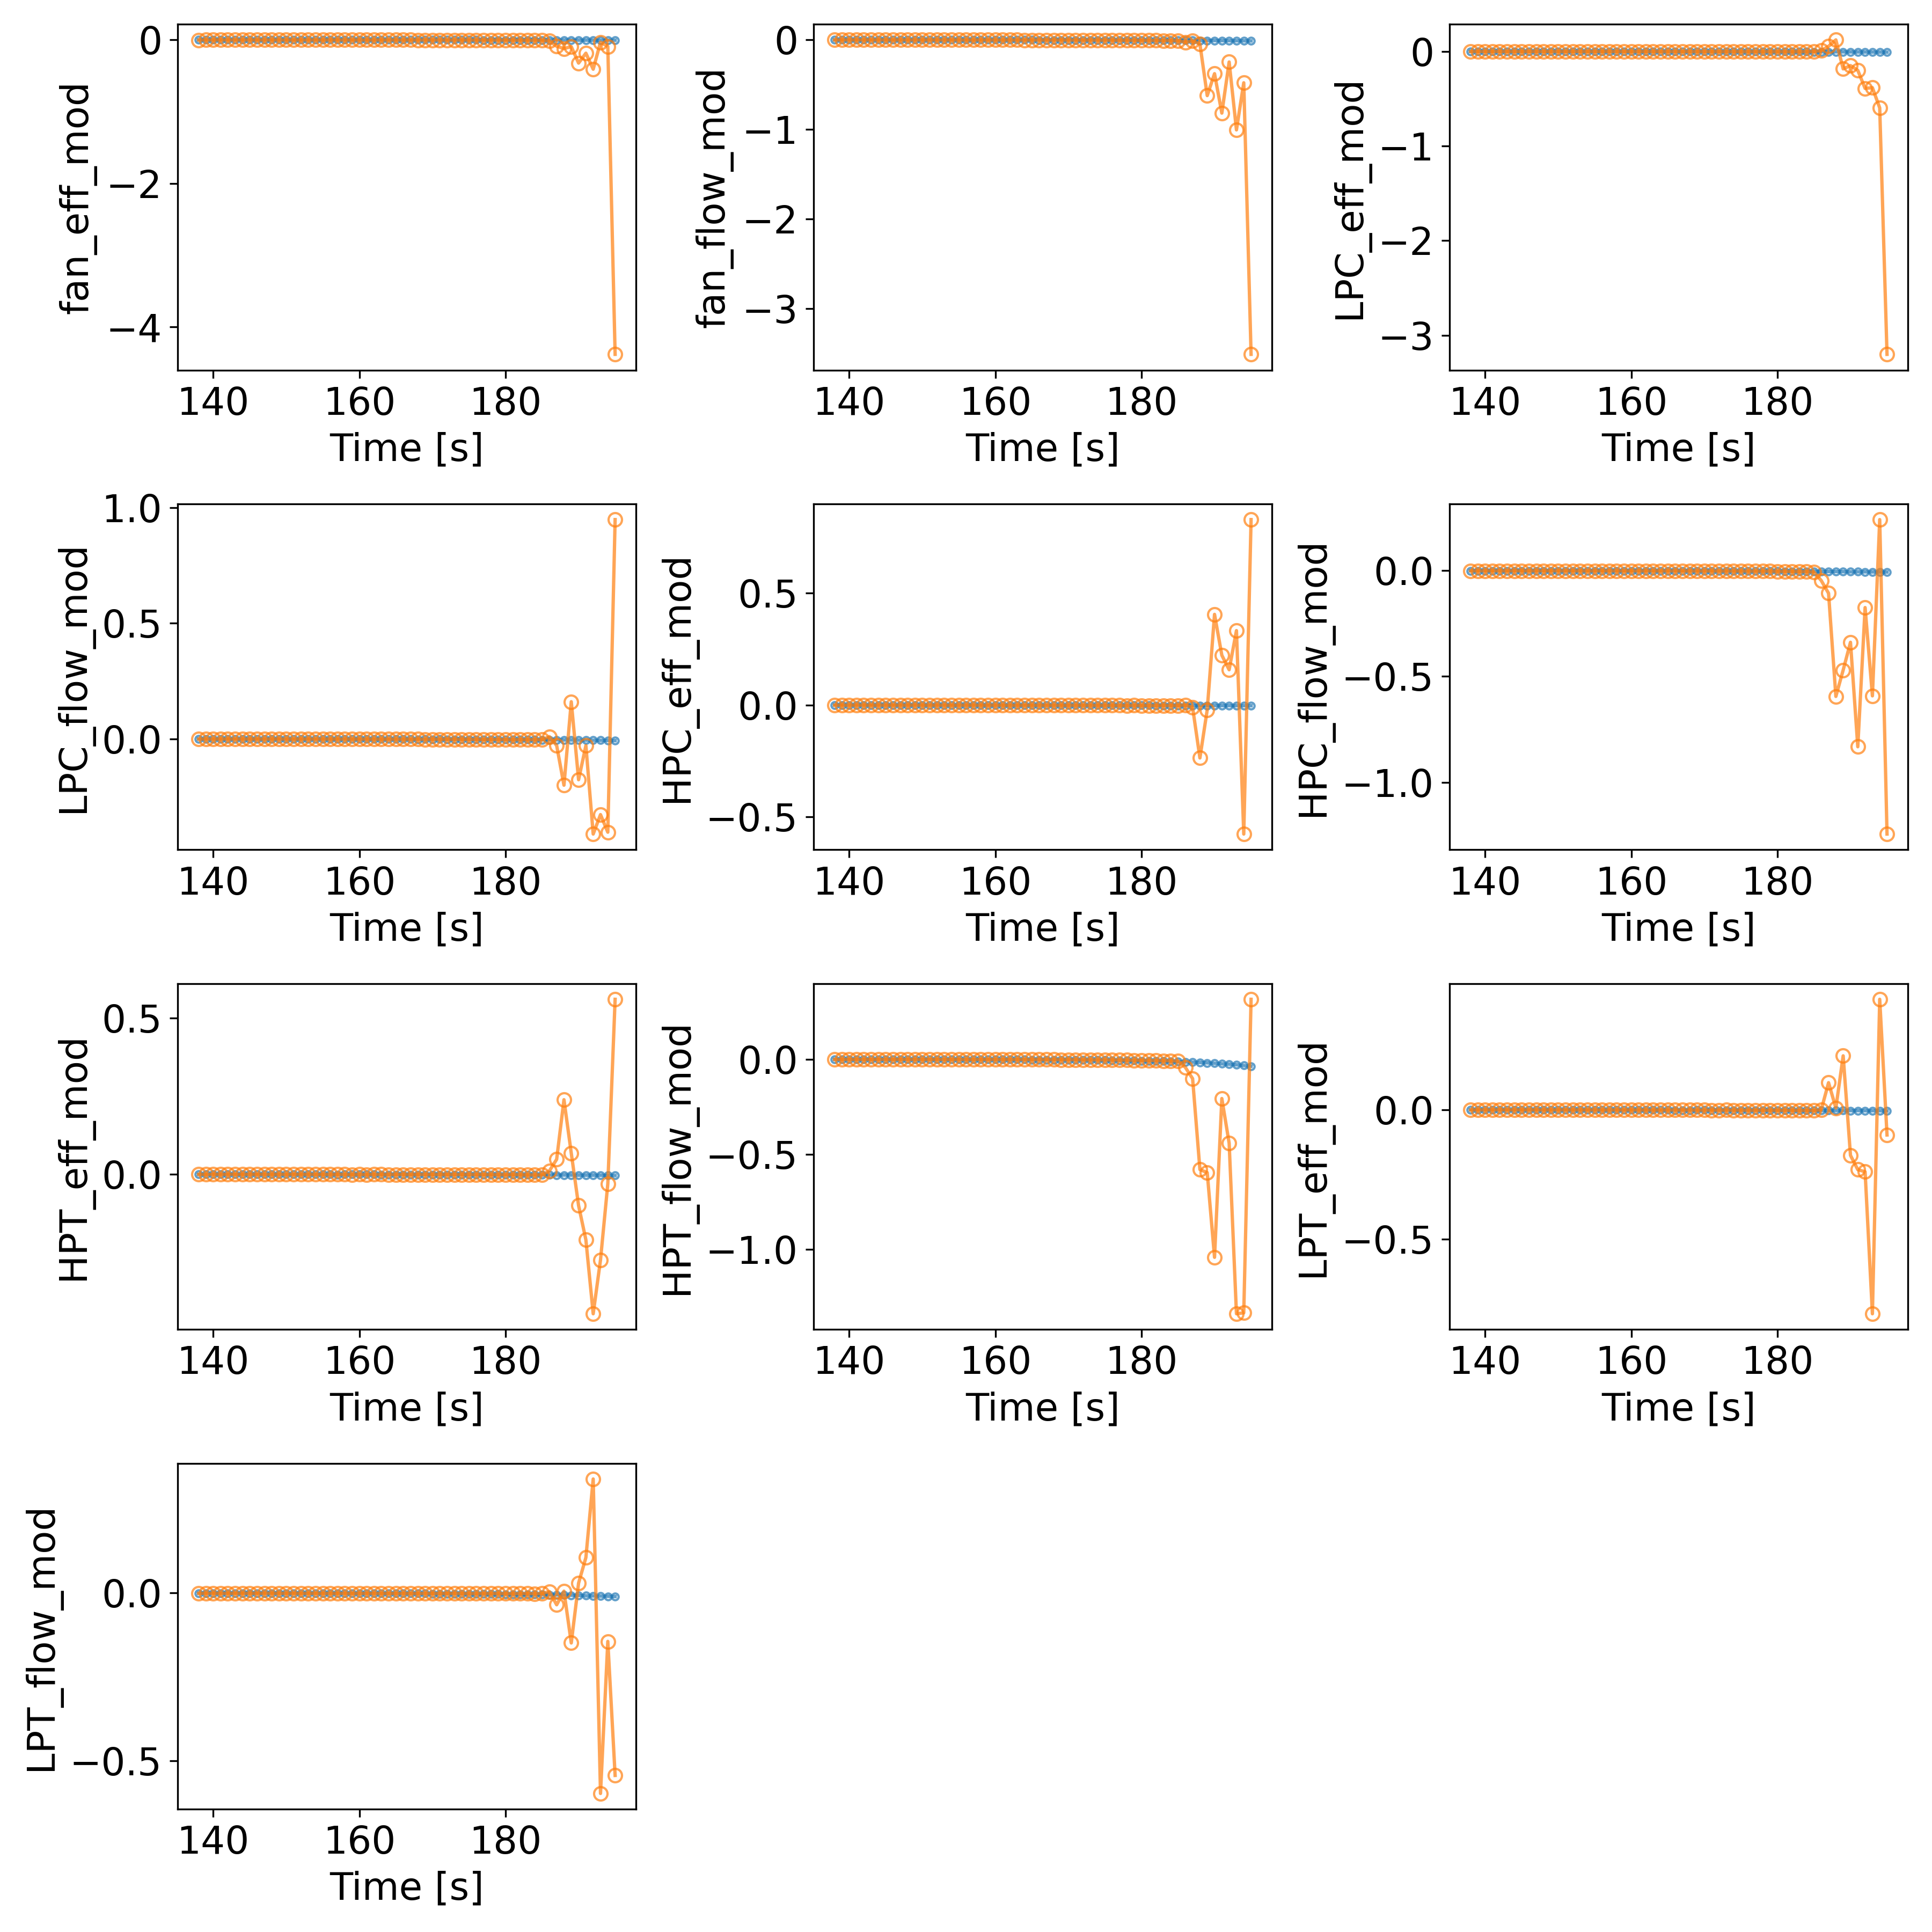 fan_eff_mod
0
−2
−4
140 160 180
Time [s]
fan_flow_mod
0
−1
−2
−3
140 160 180
Time [s]
LPC_eff_mod
0
−1
−2
−3
140 160 180
Time [s]
LPC_flow_mod
1.0
0.5
0.0
140 160 180
Time [s]
HPC_eff_mod
0.5
0.0
−0.5
140 160 180
Time [s]
HPC_flow_mod
0.0
−0.5
−1.0
140 160 180
Time [s]
HPT_eff_mod
0.5
0.0
140 160 180
Time [s]
HPT_flow_mod
0.0
−0.5
−1.0
140 160 180
Time [s]
LPT_eff_mod
0.0
−0.5
140 160 180
Time [s]
LPT_flow_mod
0.0
−0.5
140 160 180
Time [s]